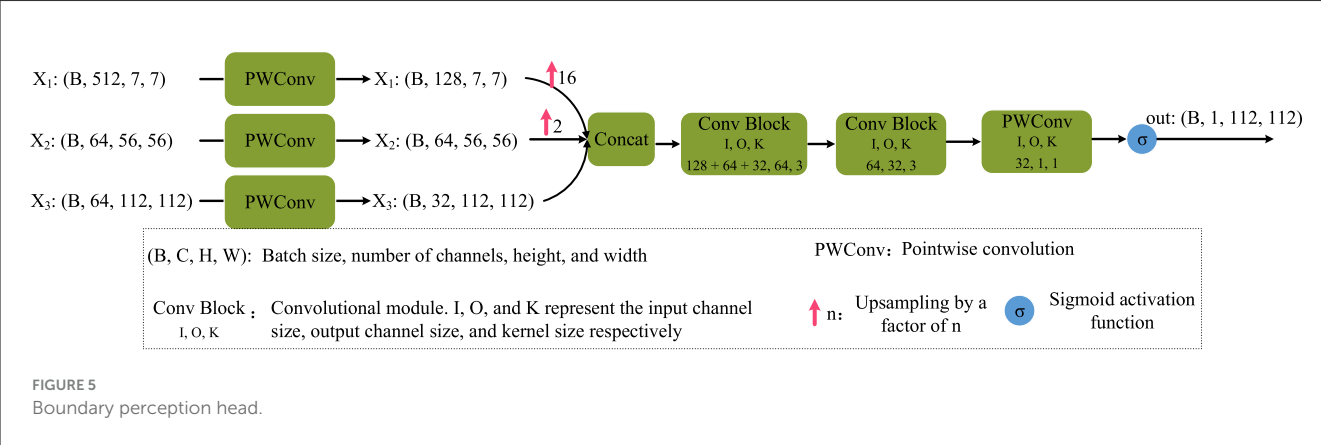 X₁: (B, 512, 7, 7)
PWConv
X₁: (B, 128, 7, 7)
16
X₂: (B, 64, 56, 56)
PWConv
X₂: (B, 64, 56, 56)
2
X₃: (B, 64, 112, 112)
PWConv
X₃: (B, 32, 112, 112)
Concat
Conv Block
I, O, K
128 + 64 + 32, 64, 3
Conv Block
I, O, K
64, 32, 3
PWConv
I, O, K
32, 1, 1
σ
out: (B, 1, 112, 112)
(B, C, H, W): Batch size, number of channels, height, and width
PWConv: Pointwise convolution
Conv Block
I, O, K
: Convolutional module. I, O, and K represent the input channel
size, output channel size, and kernel size respectively
n: Upsampling by a
factor of n
σ
Sigmoid activation
function
FIGURE 5
Boundary perception head.